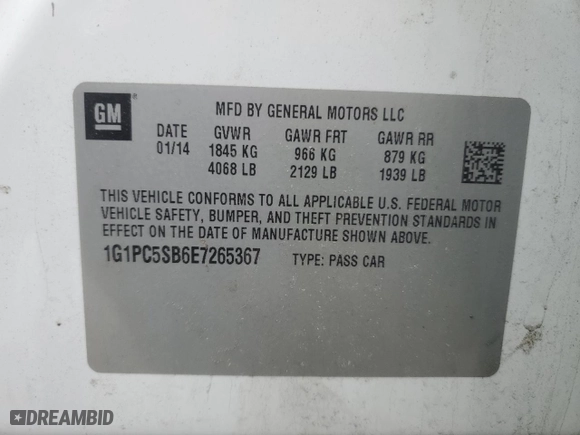 GM
MFD BY GENERAL MOTORS LLC
DATE GVWR GAWR FRT GAWR RR
01/14 1845 KG 966 KG 879 KG
4068 LB 2129 LB 1939 LB
THIS VEHICLE CONFORMS TO ALL APPLICABLE U.S. FEDERAL MOTOR
VEHICLE SAFETY, BUMPER, AND THEFT PREVENTION STANDARDS IN
EFFECT ON THE DATE OF MANUFACTURE SHOWN ABOVE.
1G1PC5SB6E7265367 TYPE: PASS CAR
DREAMBID